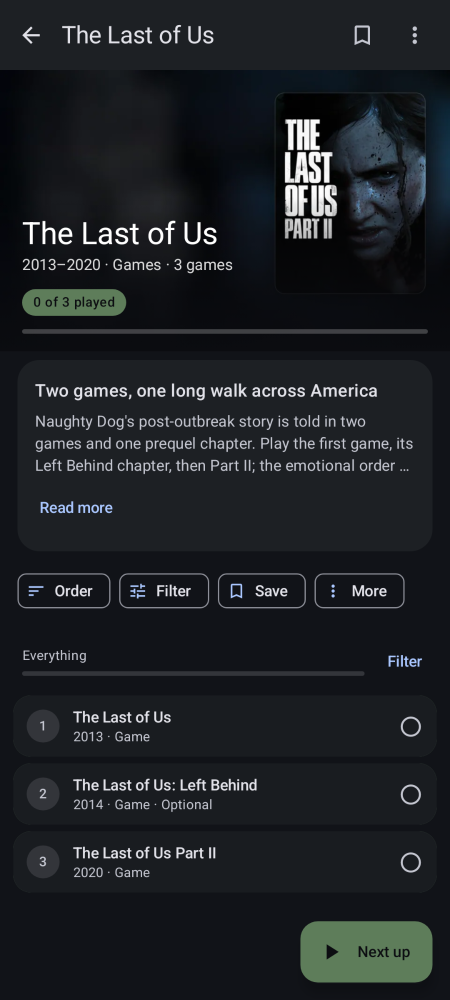 The Last of Us
THE
LAST
OF US
PART II
The Last of Us
2013–2020 · Games · 3 games
0 of 3 played
Two games, one long walk across America
Naughty Dog's post-outbreak story is told in two
games and one prequel chapter. Play the first game, its
Left Behind chapter, then Part II; the emotional order …
Read more
Order
Filter
Save
More
Everything
Filter
1
The Last of Us
2013 · Game
2
The Last of Us: Left Behind
2014 · Game · Optional
3
The Last of Us Part II
2020 · Game
Next up